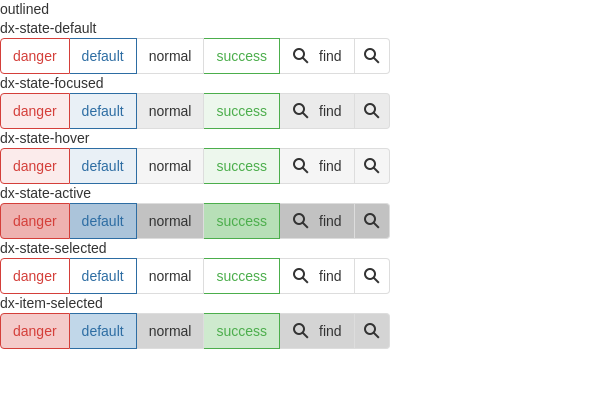 outlined
dx-state-default
danger default normal success find
dx-state-focused
danger default normal success find
dx-state-hover
danger default normal success find
dx-state-active
danger default normal success find
dx-state-selected
danger default normal success find
dx-item-selected
danger default normal success find